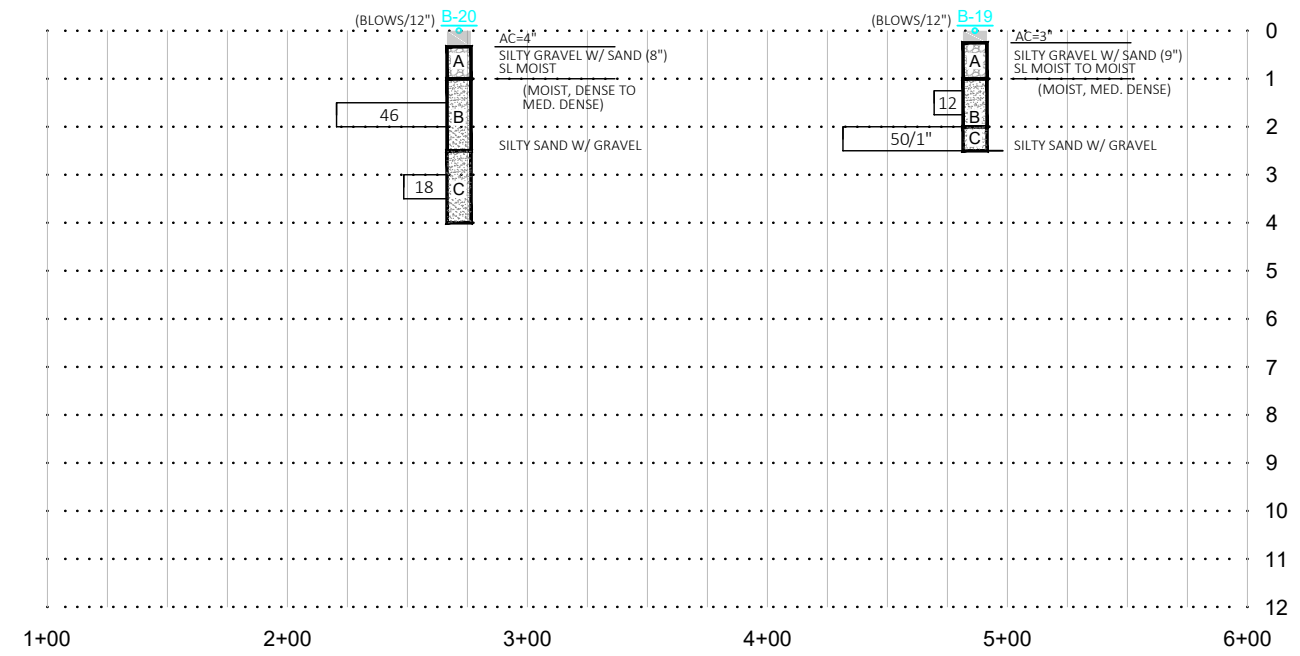 (BLOWS/12") B-20
(BLOWS/12") B-19
0
AC=4"
AC=3"
A
SILTY GRAVEL W/ SAND (8")
SL MOIST
A
SILTY GRAVEL W/ SAND (9")
SL MOIST TO MOIST
1
(MOIST, DENSE TO
MED. DENSE)
(MOIST, MED. DENSE)
46
B
12
B
2
SILTY SAND W/ GRAVEL
50/1"
C
SILTY SAND W/ GRAVEL
3
18
C
4
5
6
7
8
9
10
11
12
1+00 2+00 3+00 4+00 5+00 6+00